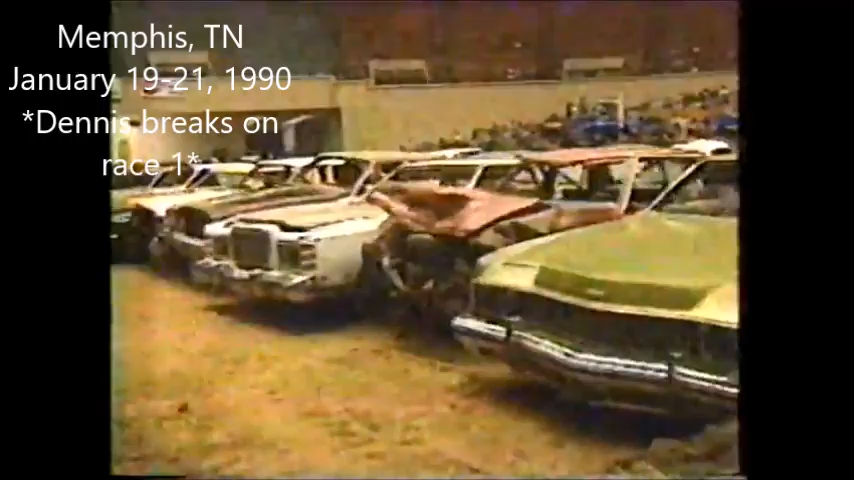 Memphis, TN
January 19-21, 1990
*Dennis breaks on
race 1*